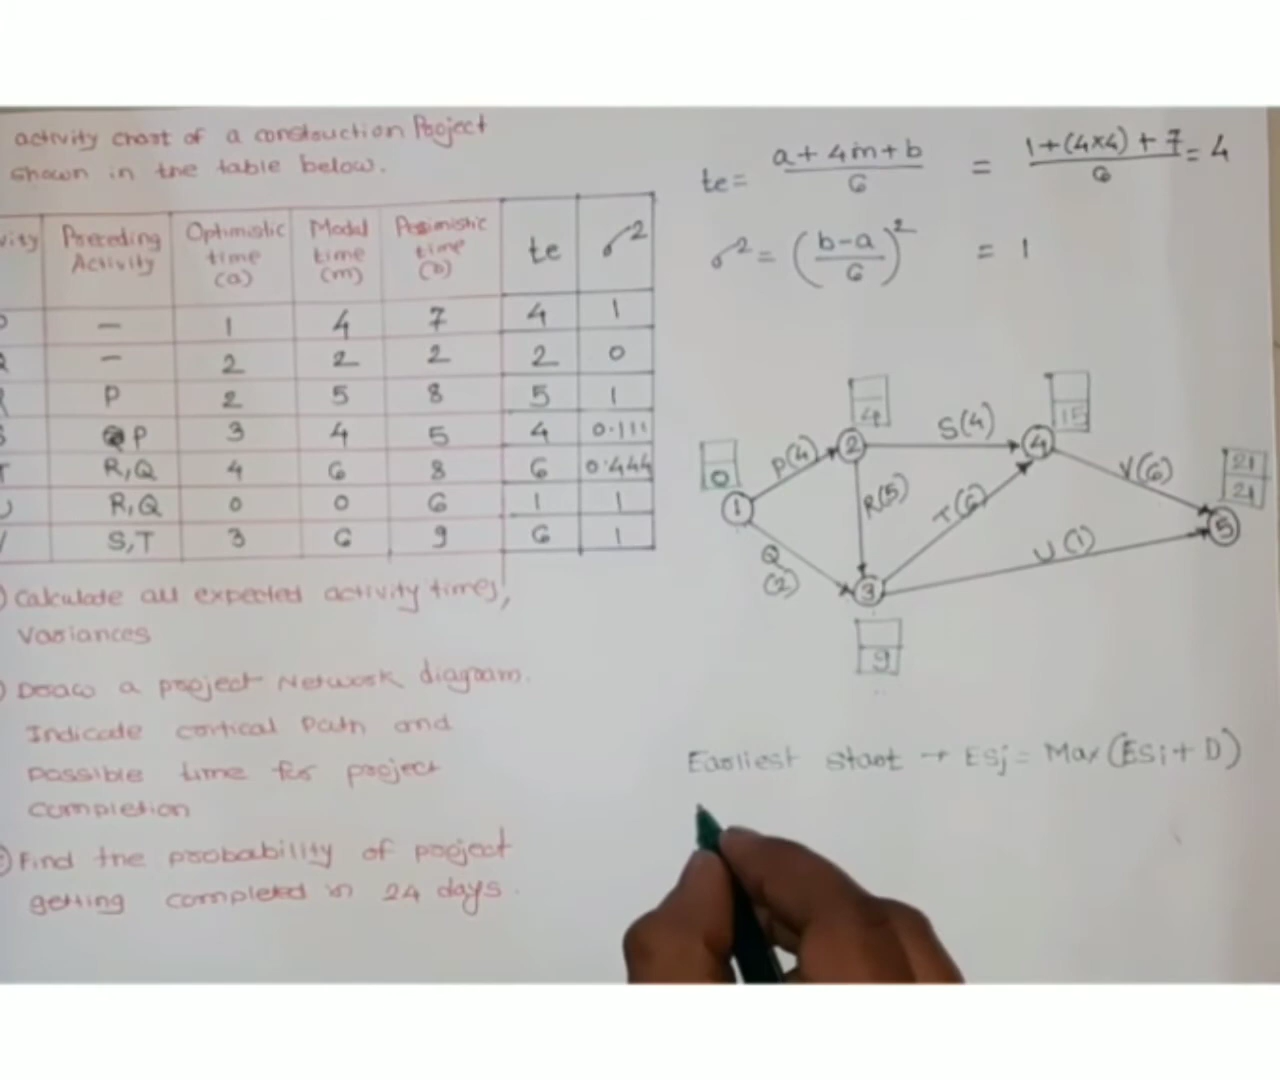 activity chart of a construction Project
shown in the table below.
vity Preceding Activity Optimistic time (a) Modal time (m) Pessimistic time (b) te σ²
P — 1 4 7 4 1
— 2 2 2 2 0
P 2 5 8 5 1
P 3 4 5 4 0.111
R,Q 4 6 8 6 0.444
R,Q 0 0 6 1 1
S,T 3 6 9 6 1
) Calculate all expected activity times,
Variances
) Draw a project Network diagram.
Indicate cortical Path and
possible time for project
completion
) Find the probability of project
getting completed in 24 days.
te = a + 4m + b / 6 = 1 + (4×4) + 7 / 6 = 4
σ² = (b-a / 6)² = 1
4
15
S(4)
0
P(4)
2
4
V(6)
21
21
1
R(5)
T(6)
5
Q
(2)
U(1)
3
9
Earliest start → ESj = Max (ESi + D)